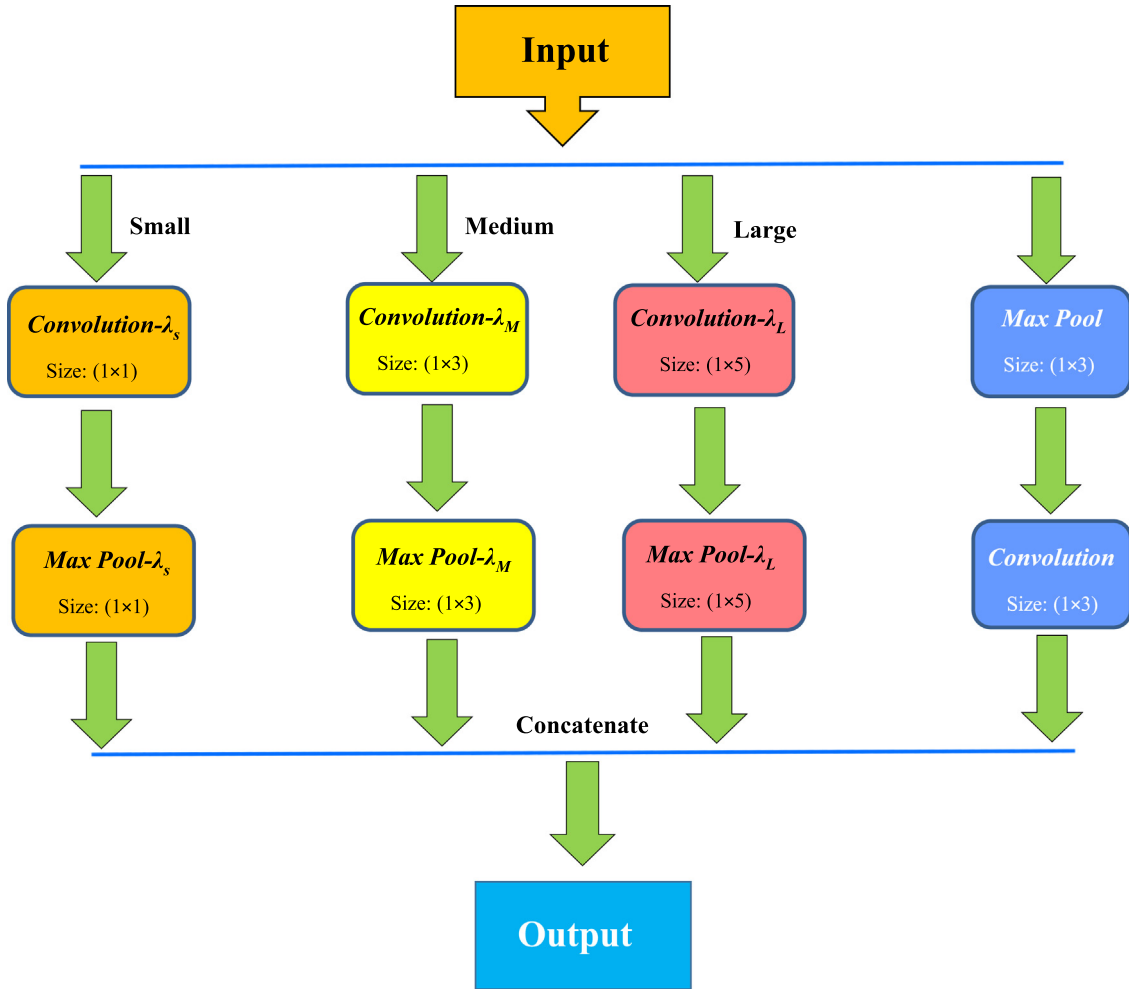 Input
Small
Medium
Large
Convolution-λs
Size: (1×1)
Convolution-λM
Size: (1×3)
Convolution-λL
Size: (1×5)
Max Pool
Size: (1×3)
Max Pool-λs
Size: (1×1)
Max Pool-λM
Size: (1×3)
Max Pool-λL
Size: (1×5)
Convolution
Size: (1×3)
Concatenate
Output